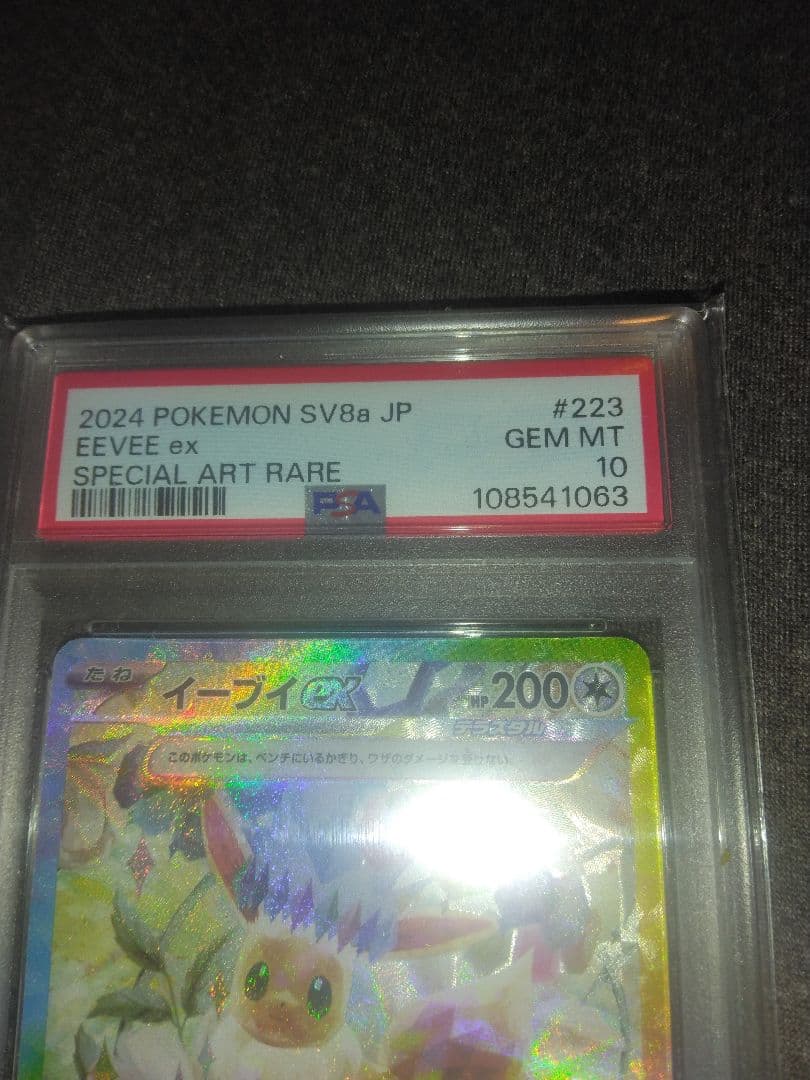 2024 POKEMON SV8a JP #223
EEVEE ex GEM MT
SPECIAL ART RARE 10
PSA 108541063
たね イーブイex HP 200
テラスタル
このポケモンは、ベンチにいるかぎり、ワザのダメージを受けない。